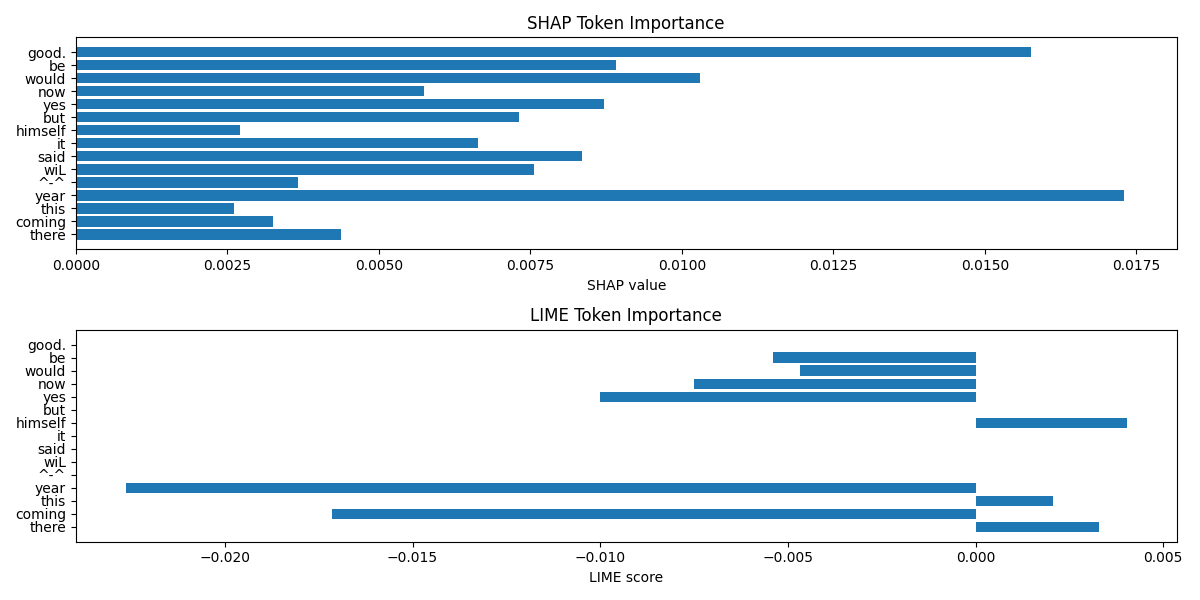 SHAP Token Importance
good.
be
would
now
yes
but
himself
it
said
wiL
^-^
year
this
coming
there
0.0000 0.0025 0.0050 0.0075 0.0100 0.0125 0.0150 0.0175
SHAP value
LIME Token Importance
good.
be
would
now
yes
but
himself
it
said
wiL
^-^
year
this
coming
there
−0.020 −0.015 −0.010 −0.005 0.000 0.005
LIME score